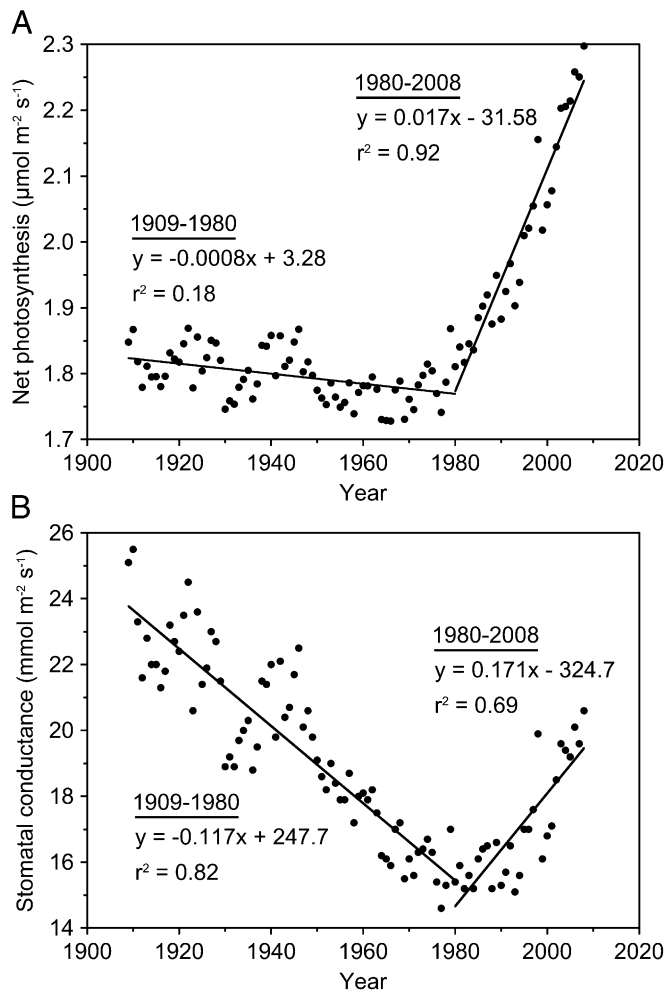 A
2.3
2.2
2.1
2.0
1.9
1.8
1.7
Net photosynthesis (μmol m⁻² s⁻¹)
1980-2008
y = 0.017x - 31.58
r² = 0.92
1909-1980
y = -0.0008x + 3.28
r² = 0.18
1900 1920 1940 1960 1980 2000 2020
Year
B
26
24
22
20
18
16
14
Stomatal conductance (mmol m⁻² s⁻¹)
1980-2008
y = 0.171x - 324.7
r² = 0.69
1909-1980
y = -0.117x + 247.7
r² = 0.82
1900 1920 1940 1960 1980 2000 2020
Year